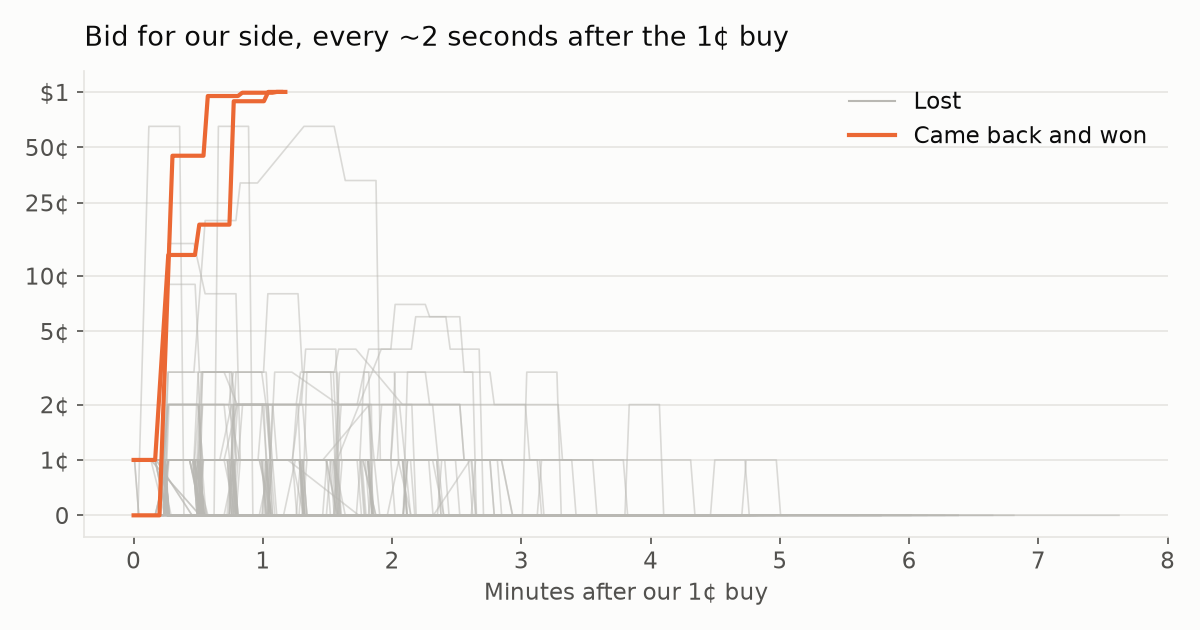 Bid for our side, every ~2 seconds after the 1¢ buy
$1
50¢
25¢
10¢
5¢
2¢
1¢
0
Lost
Came back and won
0 1 2 3 4 5 6 7 8
Minutes after our 1¢ buy